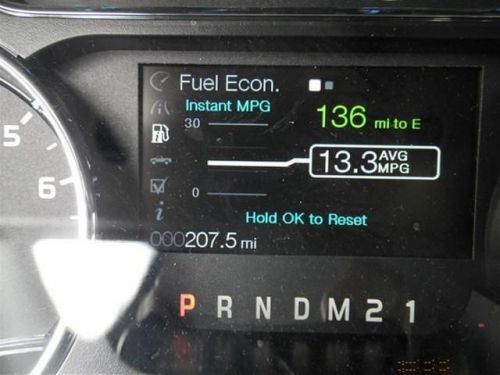 Fuel Econ.
Instant MPG
30
136 mi to E
13.3 AVG MPG
0
Hold OK to Reset
000207.5 mi
5
6
P R N D M 2 1